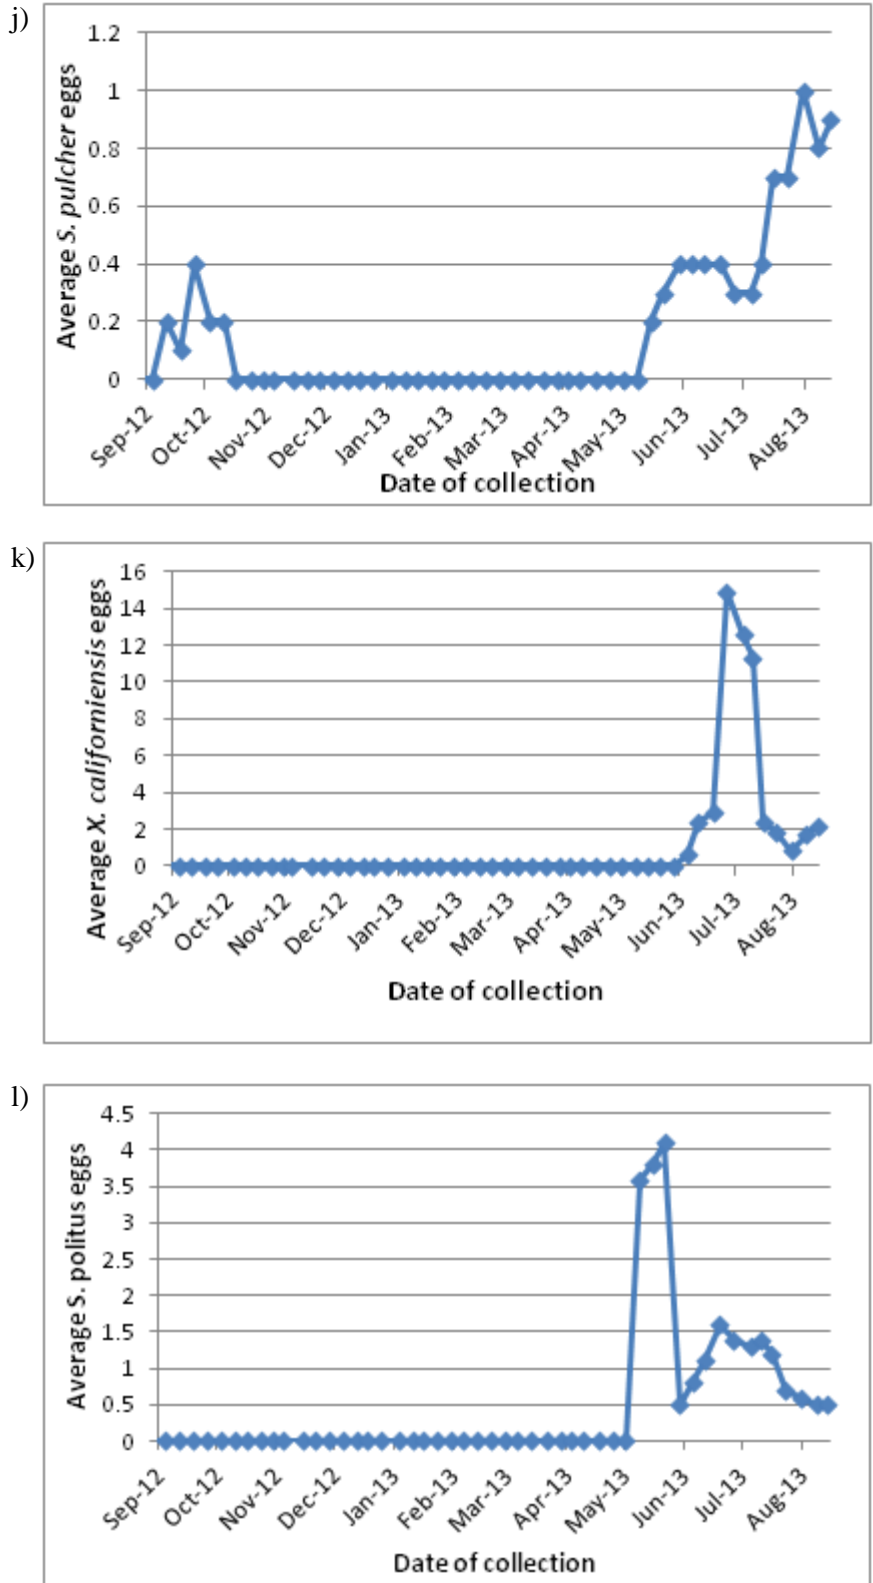 j)
Average S. pulcher eggs
1.2
1
0.8
0.6
0.4
0.2
0
Sep-12 Oct-12 Nov-12 Dec-12 Jan-13 Feb-13 Mar-13 Apr-13 May-13 Jun-13 Jul-13 Aug-13
Date of collection
k)
Average X. californiensis eggs
16
14
12
10
8
6
4
2
0
Sep-12 Oct-12 Nov-12 Dec-12 Jan-13 Feb-13 Mar-13 Apr-13 May-13 Jun-13 Jul-13 Aug-13
Date of collection
l)
Average S. politus eggs
4.5
4
3.5
3
2.5
2
1.5
1
0.5
0
Sep-12 Oct-12 Nov-12 Dec-12 Jan-13 Feb-13 Mar-13 Apr-13 May-13 Jun-13 Jul-13 Aug-13
Date of collection